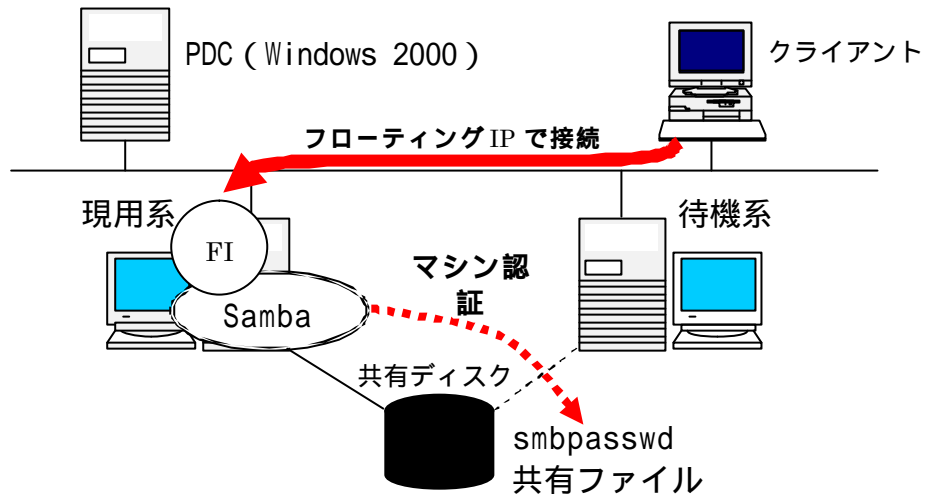 PDC（Windows 2000）
クライアント
フローティング IP で接続
現用系
待機系
FI
マシン認
証
Samba
共有ディスク
smbpasswd
共有ファイル